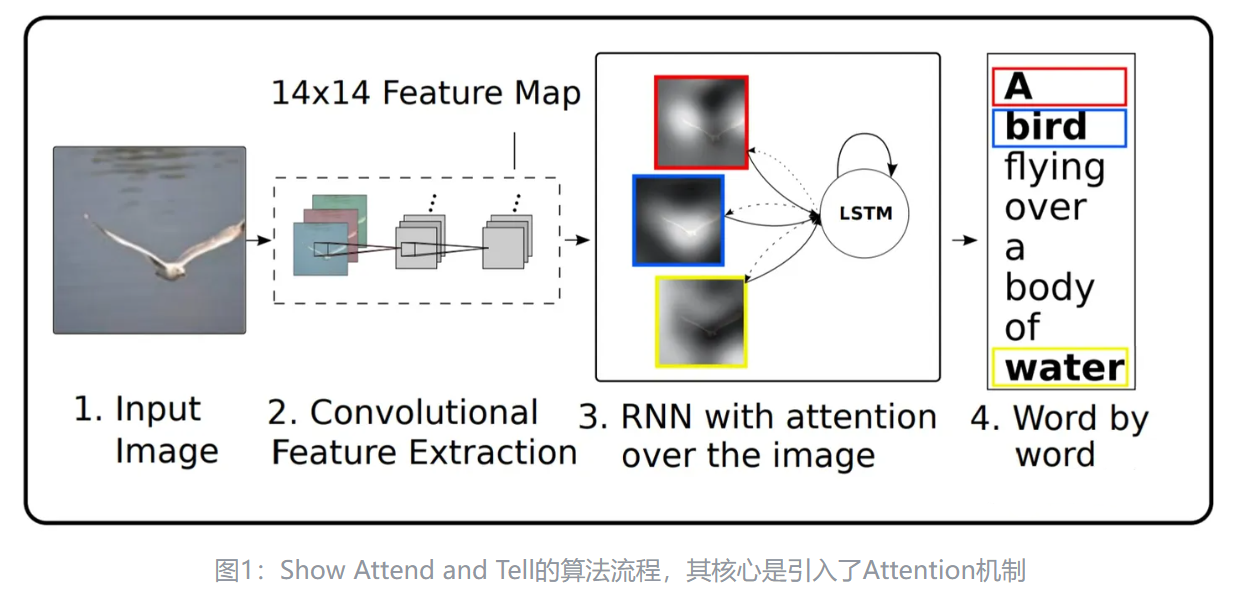 14x14 Feature Map
LSTM
A
bird
flying
over
a
body
of
water
1. Input
Image
2. Convolutional
Feature Extraction
3. RNN with attention
over the image
4. Word by
word
图1：Show Attend and Tell的算法流程，其核心是引入了Attention机制